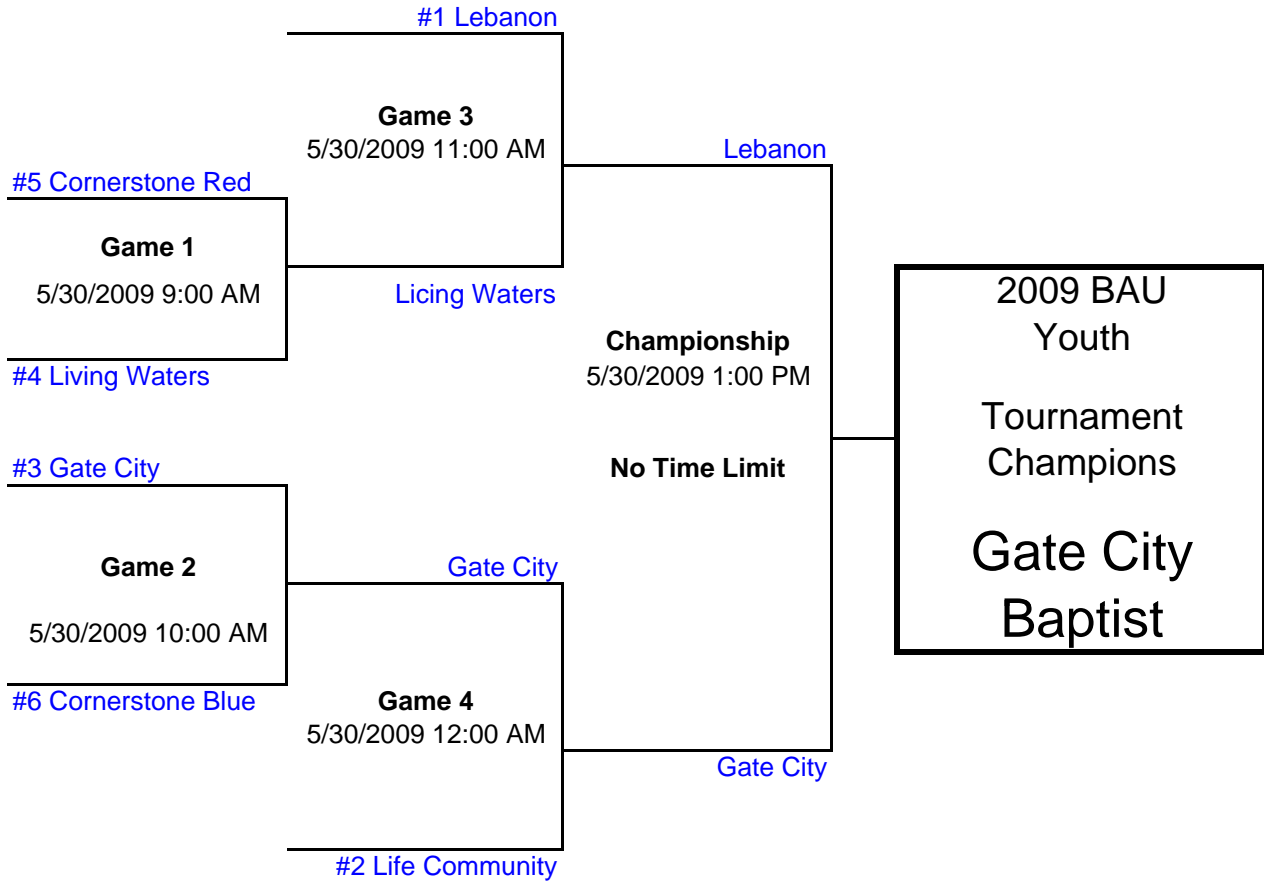 #1 Lebanon
Game 3
5/30/2009 11:00 AM
Lebanon
#5 Cornerstone Red
Game 1
5/30/2009 9:00 AM
Licing Waters
#4 Living Waters
Championship
5/30/2009 1:00 PM
No Time Limit
#3 Gate City
Game 2
5/30/2009 10:00 AM
Gate City
#6 Cornerstone Blue
Game 4
5/30/2009 12:00 AM
Gate City
#2 Life Community
2009 BAU
Youth
Tournament
Champions
Gate City
Baptist